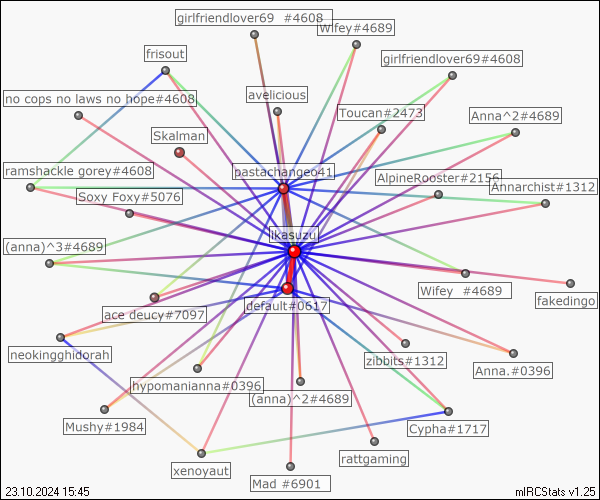 girlfriendlover69 #4608
Wifey#4689
frisout
girlfriendlover69#4608
no cops no laws no hope#4608
avelicious
Toucan#2473
Anna^2#4689
Skalman
ramshackle gorey#4608
pastachangeo41
AlpineRooster#2156
Annarchist#1312
Soxy Foxy#5076
ikasuzu
(anna)^3#4689
Wifey #4689
fakedingo
ace deucy#7097
default#0617
neokingghidorah
zibbits#1312
Anna.#0396
hypomanianna#0396
(anna)^2#4689
Mushy#1984
Cypha#1717
xenoyaut
rattgaming
Mad #6901
23.10.2024 15:45
mIRCStats v1.25